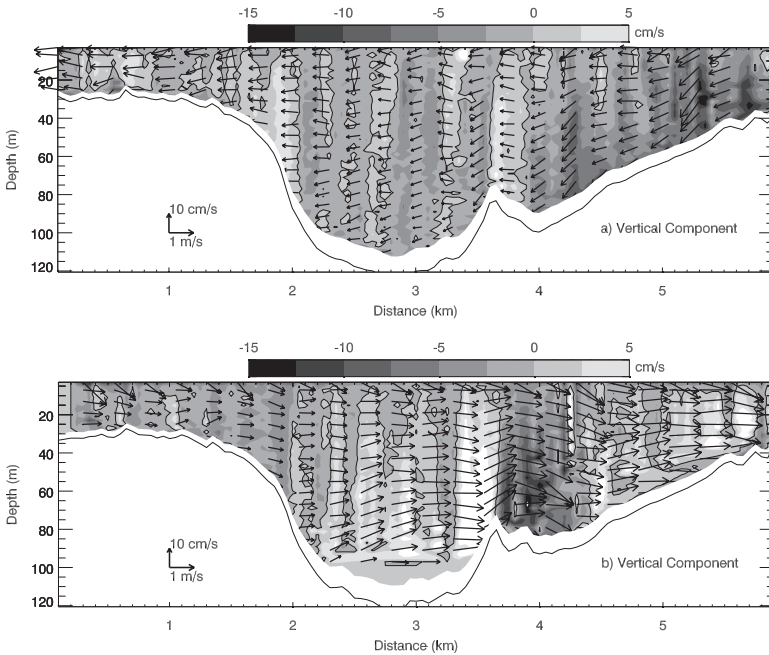 -15 -10 -5 0 5
cm/s
20
40
60
80
100
120
Depth (m)
10 cm/s
1 m/s
a) Vertical Component
1 2 3 4 5
Distance (km)
-15 -10 -5 0 5
cm/s
20
40
60
80
100
120
Depth (m)
10 cm/s
1 m/s
b) Vertical Component
1 2 3 4 5
Distance (km)